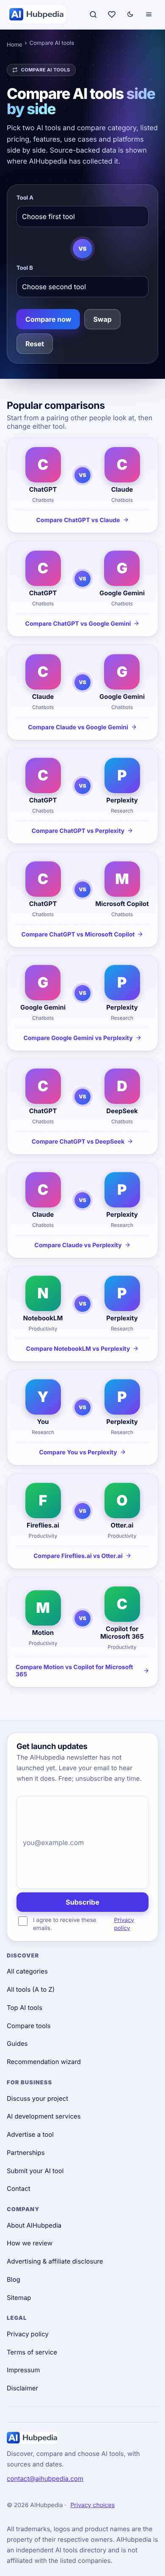 AI Hubpedia
Home › Compare AI tools
COMPARE AI TOOLS
Compare AI tools side
by side
Pick two AI tools and compare category, listed
pricing, features, use cases and platforms
side by side. Source-backed data is shown
where AIHubpedia has collected it.
Tool A
Choose first tool
VS
Tool B
Choose second tool
Compare now
Swap
Reset
Popular comparisons
Start from a pairing other people look at, then
change either tool.
C VS C
ChatGPT Claude
Chatbots Chatbots
Compare ChatGPT vs Claude →
C VS G
ChatGPT Google Gemini
Chatbots Chatbots
Compare ChatGPT vs Google Gemini →
C VS G
Claude Google Gemini
Chatbots Chatbots
Compare Claude vs Google Gemini →
C VS P
ChatGPT Perplexity
Chatbots Research
Compare ChatGPT vs Perplexity →
C VS M
ChatGPT Microsoft Copilot
Chatbots Chatbots
Compare ChatGPT vs Microsoft Copilot →
G VS P
Google Gemini Perplexity
Chatbots Research
Compare Google Gemini vs Perplexity →
C VS D
ChatGPT DeepSeek
Chatbots Chatbots
Compare ChatGPT vs DeepSeek →
C VS P
Claude Perplexity
Chatbots Research
Compare Claude vs Perplexity →
N VS P
NotebookLM Perplexity
Productivity Research
Compare NotebookLM vs Perplexity →
Y VS P
You Perplexity
Research Research
Compare You vs Perplexity →
F VS O
Fireflies.ai Otter.ai
Productivity Productivity
Compare Fireflies.ai vs Otter.ai →
M VS C
Motion Copilot for
Microsoft 365
Productivity Productivity
Compare Motion vs Copilot for Microsoft
365 →
Get launch updates
The AIHubpedia newsletter has not
launched yet. Leave your email to hear
when it does. Free; unsubscribe any time.
you@example.com
Subscribe
I agree to receive these
emails.
Privacy
policy
DISCOVER
All categories
All tools (A to Z)
Top AI tools
Compare tools
Guides
Recommendation wizard
FOR BUSINESS
Discuss your project
AI development services
Advertise a tool
Partnerships
Submit your AI tool
Contact
COMPANY
About AIHubpedia
How we review
Advertising & affiliate disclosure
Blog
Sitemap
LEGAL
Privacy policy
Terms of service
Impressum
Disclaimer
AI Hubpedia
Discover, compare and choose AI tools, with
sources and dates.
contact@aihubpedia.com
© 2026 AIHubpedia · Privacy choices
All trademarks, logos and product names are the
property of their respective owners. AIHubpedia is
an independent AI tools directory and is not
affiliated with the listed companies.